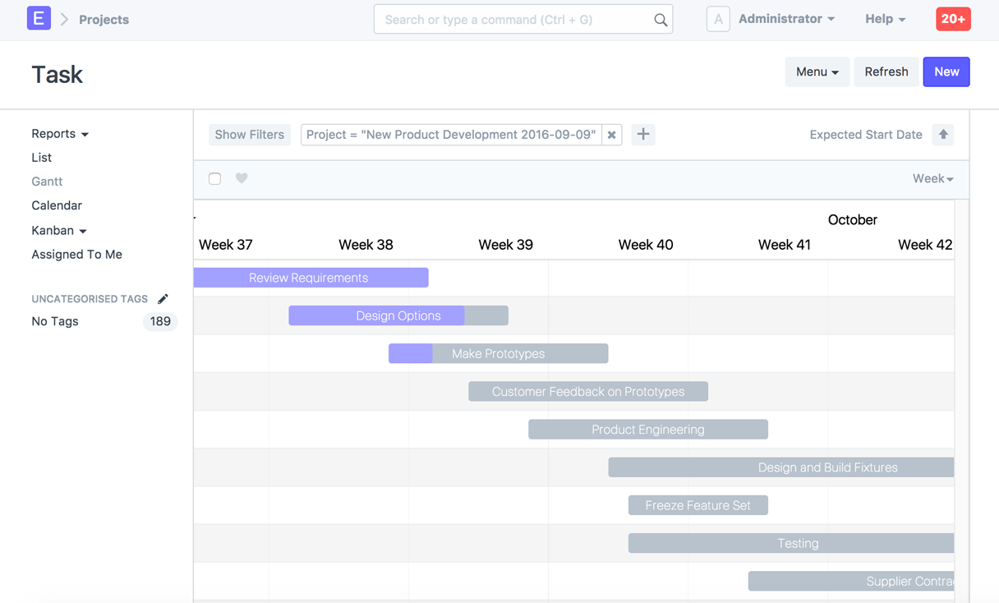 E Projects Search or type a command (Ctrl + G) A Administrator Help 20+
Task Menu Refresh New
Reports
List
Gantt
Calendar
Kanban
Assigned To Me
UNCATEGORISED TAGS
No Tags 189
Show Filters Project = "New Product Development 2016-09-09" Expected Start Date
Week
October
Week 37 Week 38 Week 39 Week 40 Week 41 Week 42
Review Requirements
Design Options
Make Prototypes
Customer Feedback on Prototypes
Product Engineering
Design and Build Fixtures
Freeze Feature Set
Testing
Supplier Contra